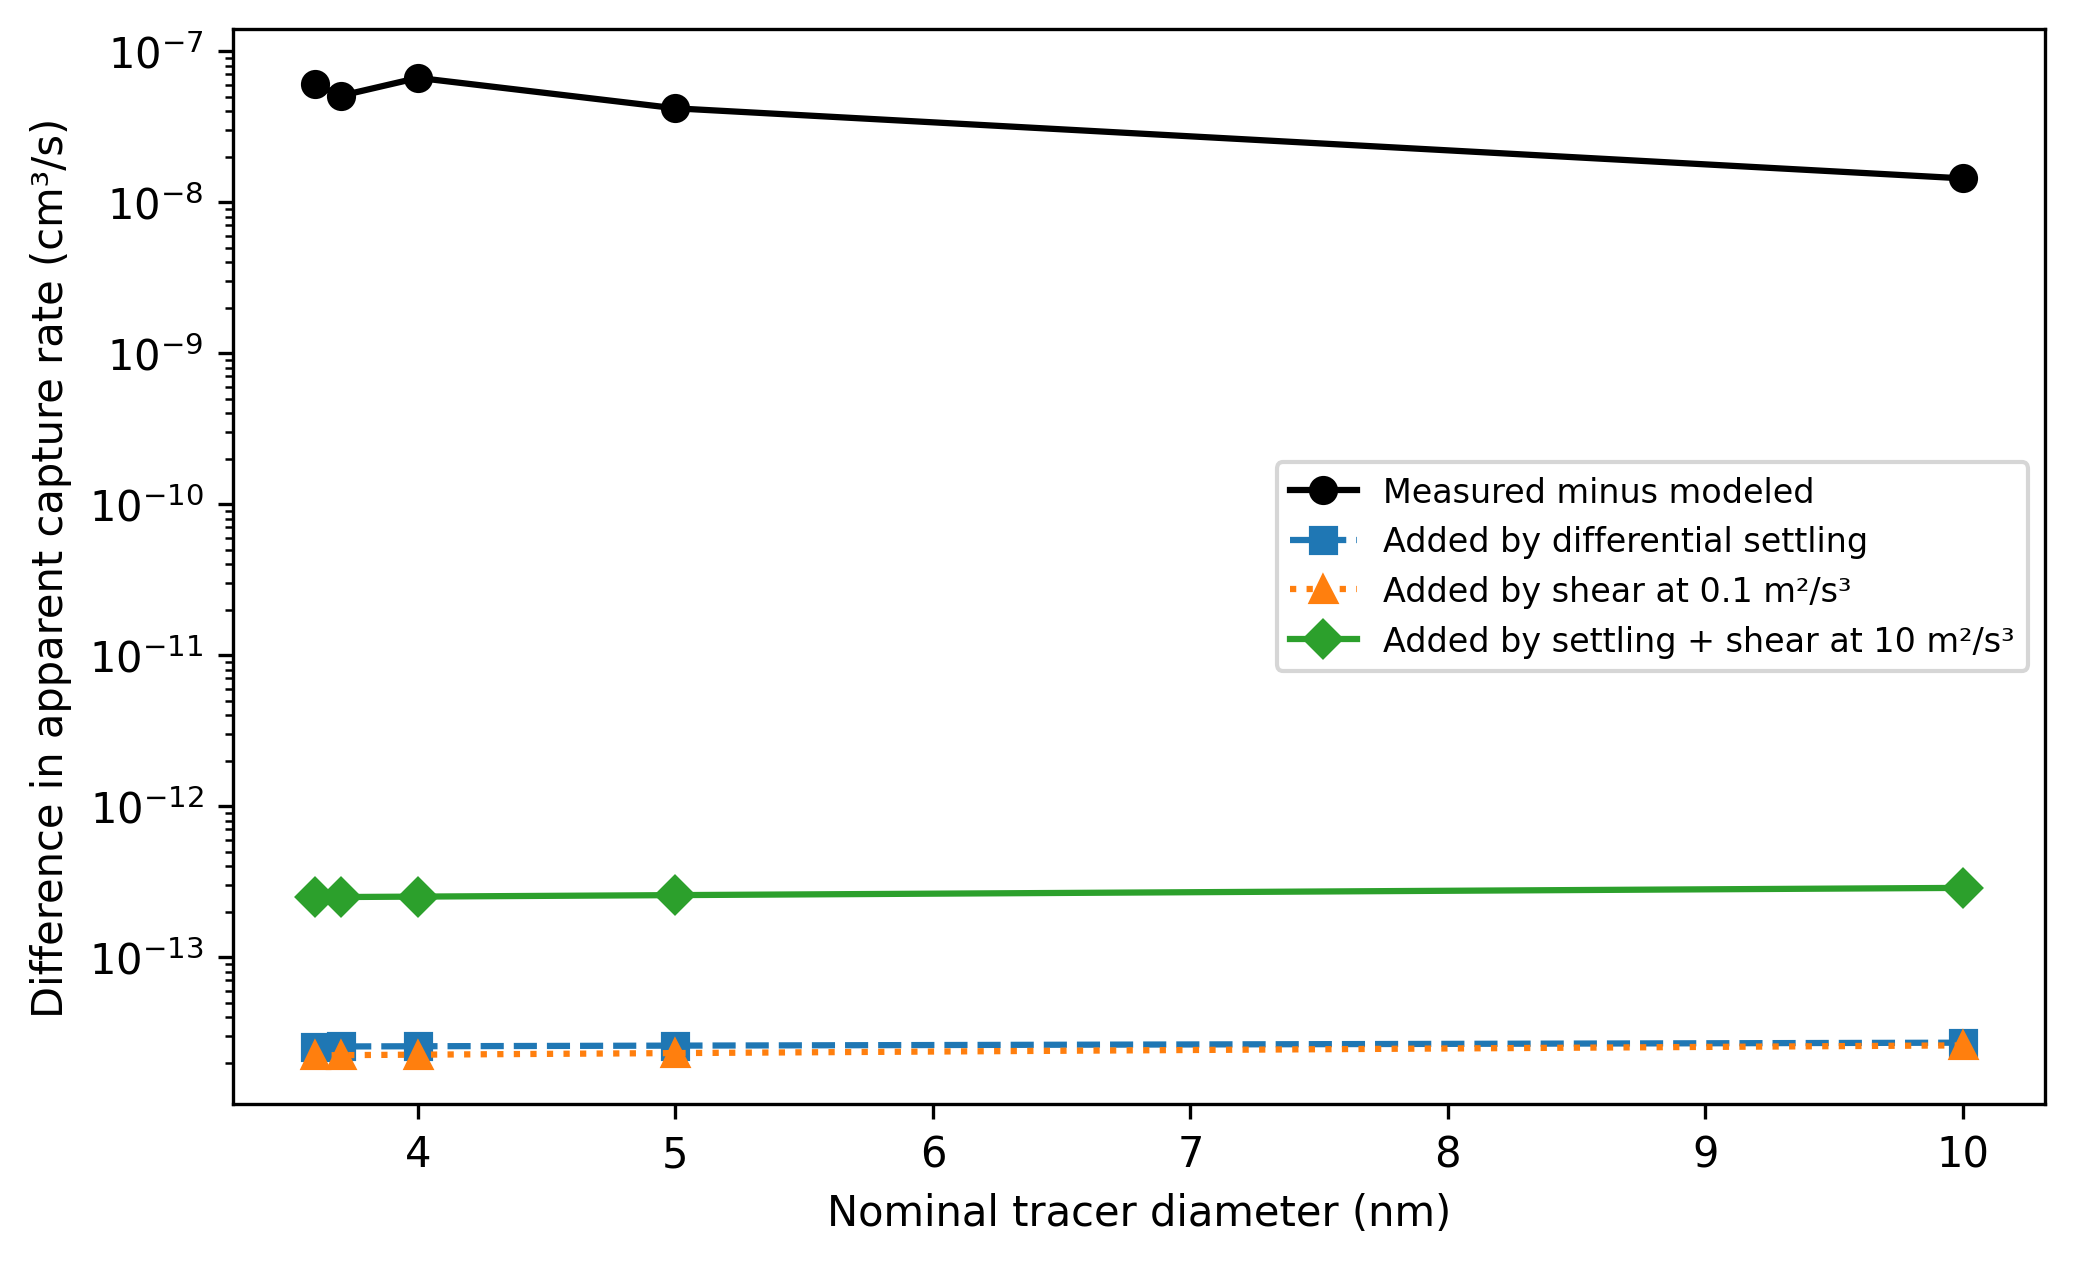 Difference in apparent capture rate (cm³/s)
10⁻⁷
10⁻⁸
10⁻⁹
10⁻¹⁰
10⁻¹¹
10⁻¹²
10⁻¹³
Measured minus modeled
Added by differential settling
Added by shear at 0.1 m²/s³
Added by settling + shear at 10 m²/s³
4 5 6 7 8 9 10
Nominal tracer diameter (nm)